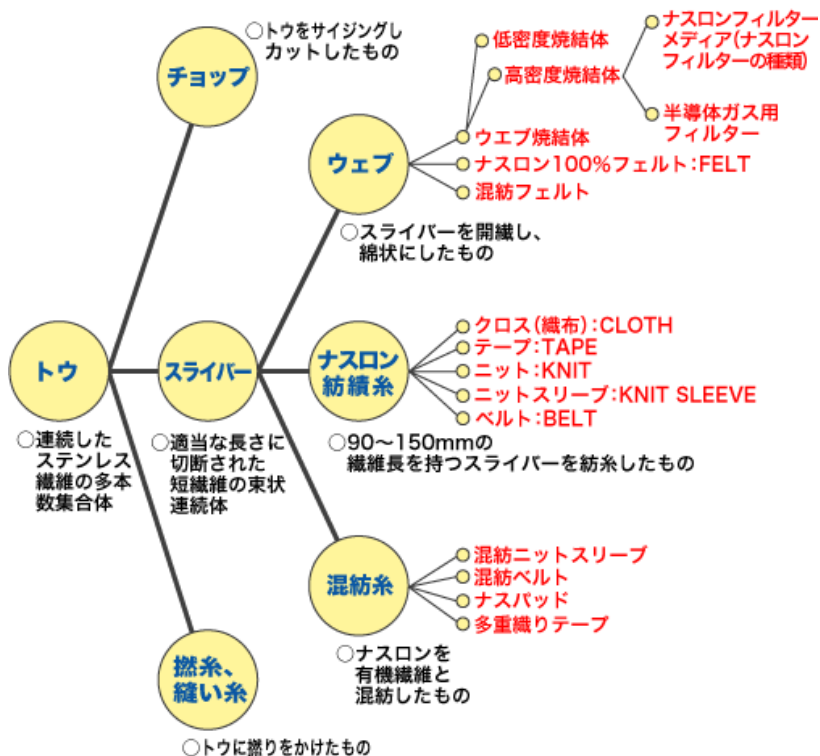 チョップ
○トウをサイジングし
カットしたもの
ウェブ
低密度焼結体
高密度焼結体
ナスロンフィルター
メディア(ナスロン
フィルターの種類)
半導体ガス用
フィルター
ウエブ焼結体
ナスロン100%フェルト:FELT
混紡フェルト
○スライバーを開繊し、
綿状にしたもの
トウ
○連続した
ステンレス
繊維の多本
数集合体
スライバー
○適当な長さに
切断された
短繊維の束状
連続体
ナスロン
紡績糸
クロス(織布):CLOTH
テープ:TAPE
ニット:KNIT
ニットスリーブ:KNIT SLEEVE
ベルト:BELT
○90〜150mmの
繊維長を持つスライバーを紡糸したもの
混紡糸
混紡ニットスリーブ
混紡ベルト
ナスパッド
多重織りテープ
○ナスロンを
有機繊維と
混紡したもの
撚糸、
縫い糸
○トウに撚りをかけたもの